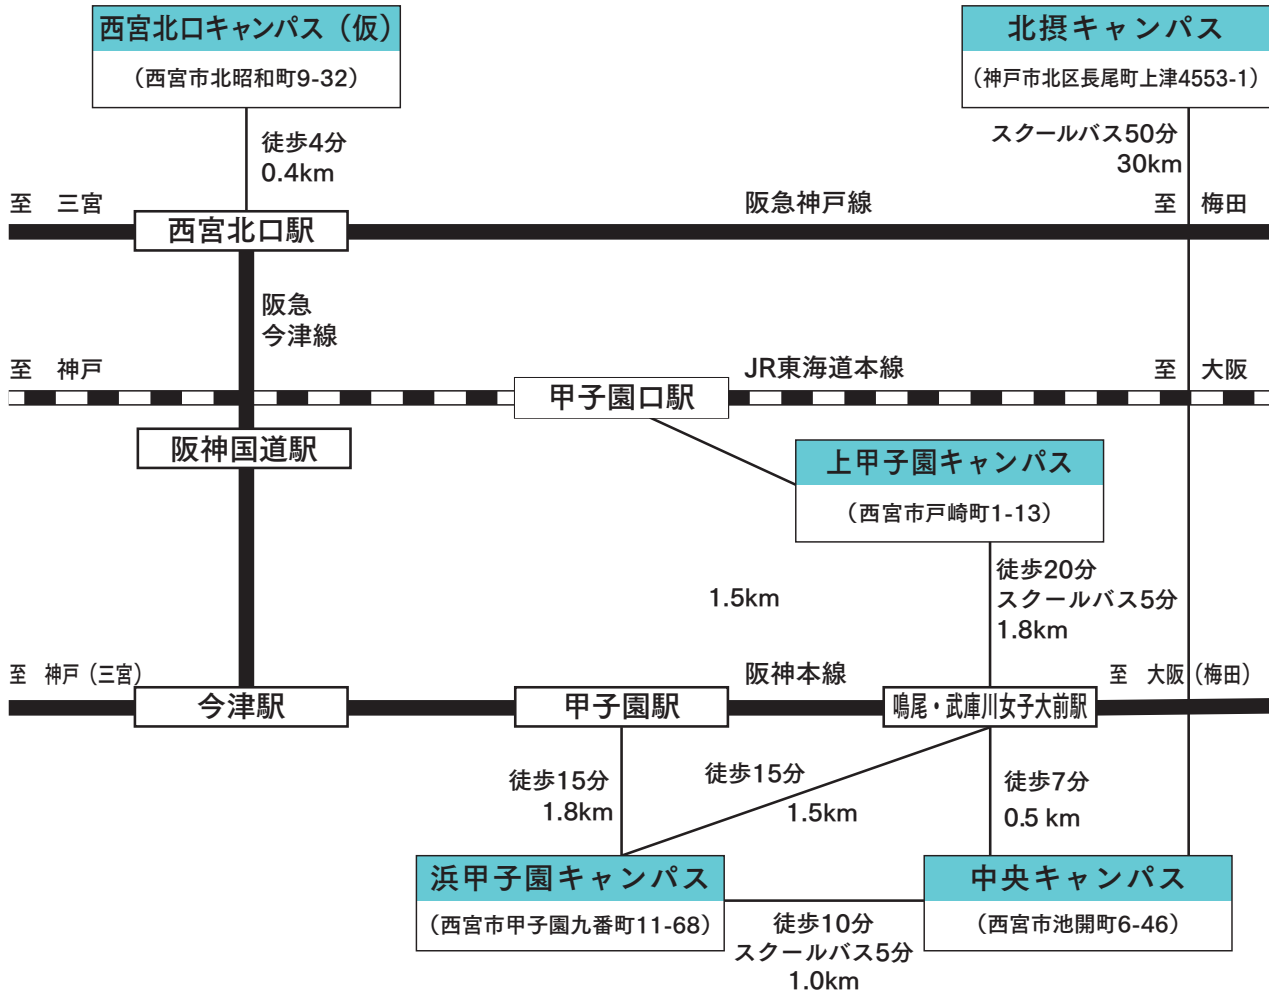 西宮北口キャンパス（仮）
（西宮市北昭和町9-32）
北摂キャンパス
（神戸市北区長尾町上津4553-1）
徒歩4分
0.4km
スクールバス50分
30km
至　三宮
阪急神戸線
至　梅田
西宮北口駅
阪急
今津線
至　神戸
JR東海道本線
至　大阪
甲子園口駅
阪神国道駅
上甲子園キャンパス
（西宮市戸崎町1-13）
徒歩20分
スクールバス5分
1.8km
1.5km
至　神戸（三宮）
阪神本線
至　大阪（梅田）
今津駅
甲子園駅
鳴尾・武庫川女子大前駅
徒歩15分
1.8km
徒歩15分
1.5km
徒歩7分
0.5 km
浜甲子園キャンパス
（西宮市甲子園九番町11-68）
中央キャンパス
（西宮市池開町6-46）
徒歩10分
スクールバス5分
1.0km